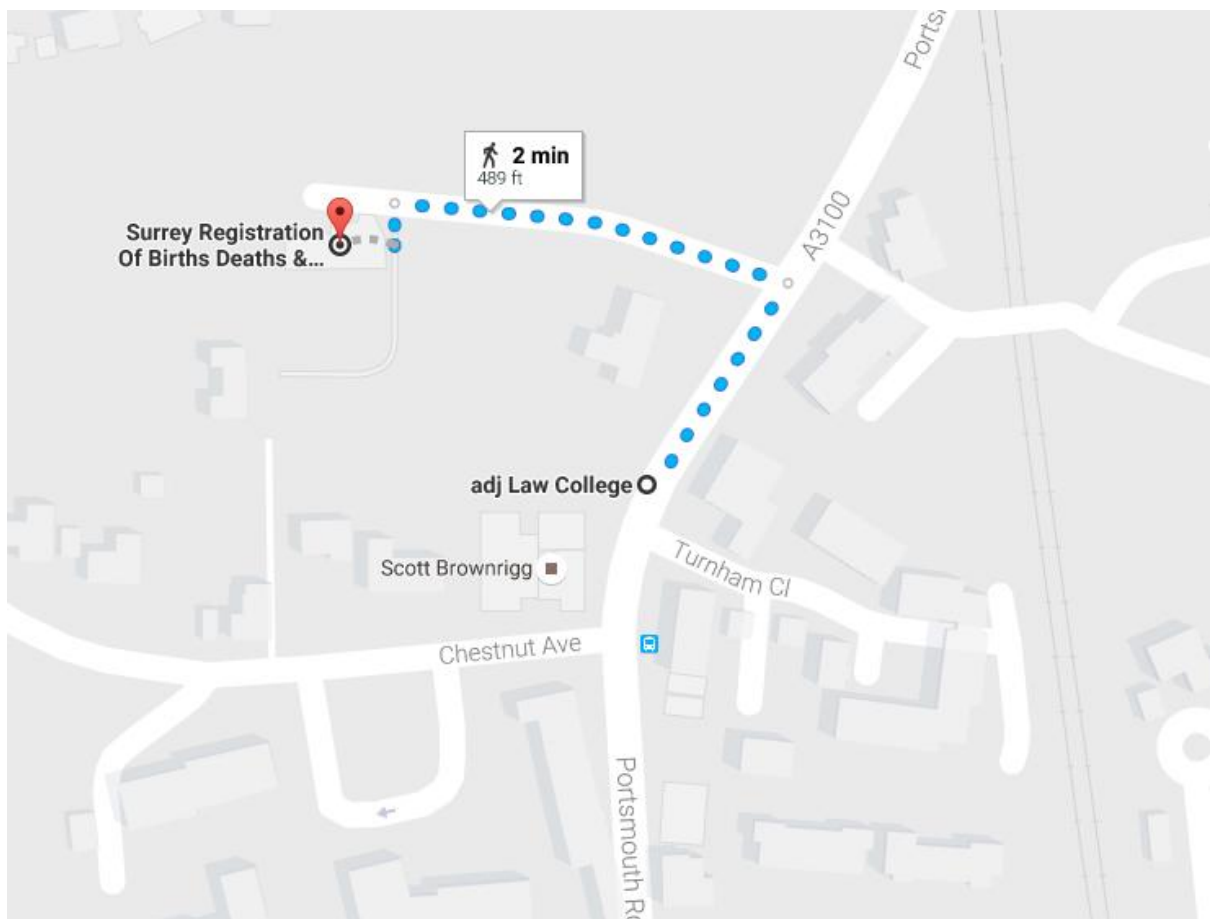 Ports
2 min
489 ft
A3100
Surrey Registration
Of Births Deaths &...
adj Law College
Scott Brownrigg
Turnham Cl
Chestnut Ave
Portsmouth Ro